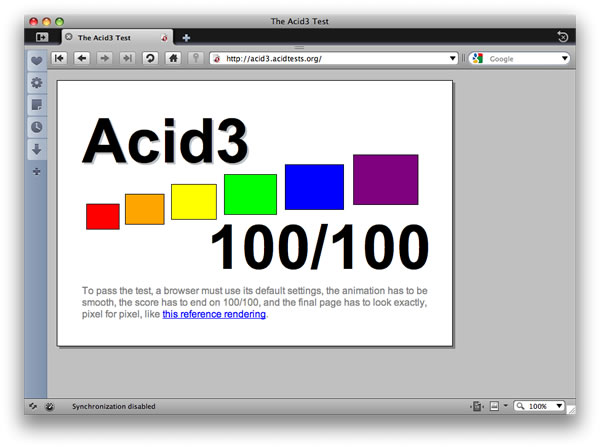 The Acid3 Test
The Acid3 Test
http://acid3.acidtests.org/
Google
Acid3
100/100
To pass the test, a browser must use its default settings, the animation has to be
smooth, the score has to end on 100/100, and the final page has to look exactly,
pixel for pixel, like this reference rendering.
Synchronization disabled
100%